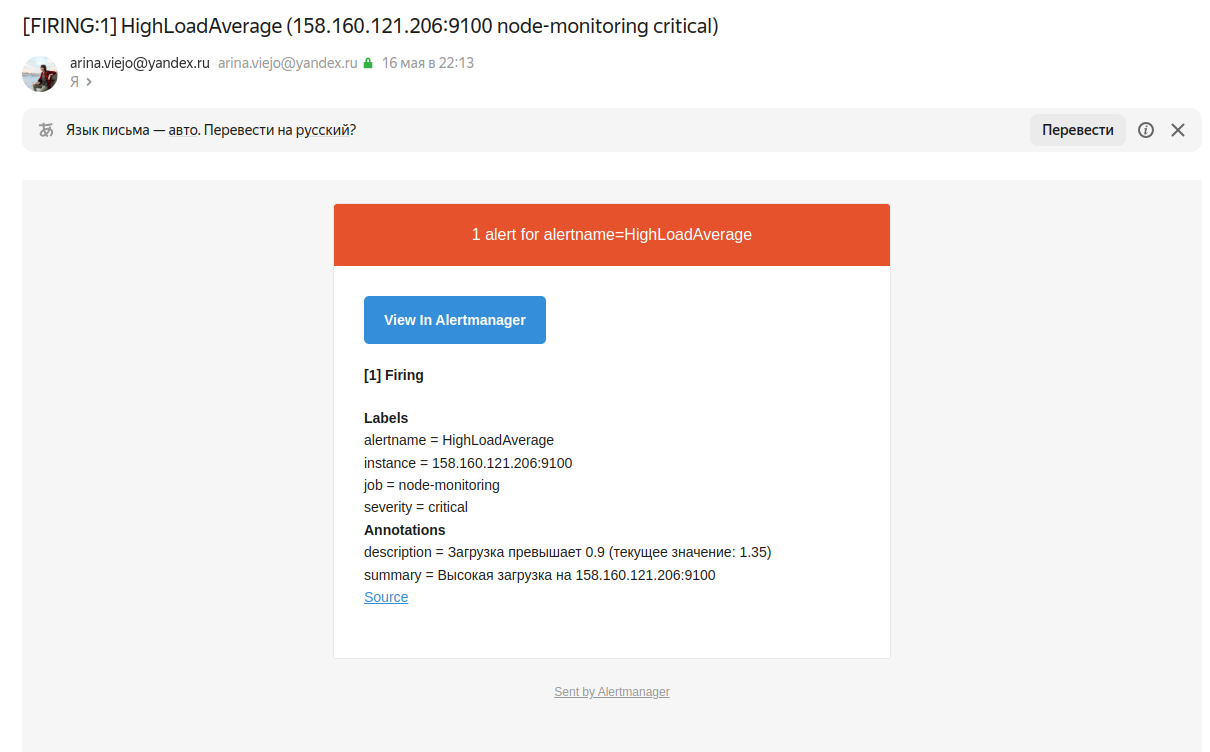 [FIRING:1] HighLoadAverage (158.160.121.206:9100 node-monitoring critical)
arina.viejo@yandex.ru arina.viejo@yandex.ru 16 мая в 22:13
Я
Язык письма — авто. Перевести на русский?
Перевести
1 alert for alertname=HighLoadAverage
View In Alertmanager
[1] Firing
Labels
alertname = HighLoadAverage
instance = 158.160.121.206:9100
job = node-monitoring
severity = critical
Annotations
description = Загрузка превышает 0.9 (текущее значение: 1.35)
summary = Высокая загрузка на 158.160.121.206:9100
Source
Sent by Alertmanager